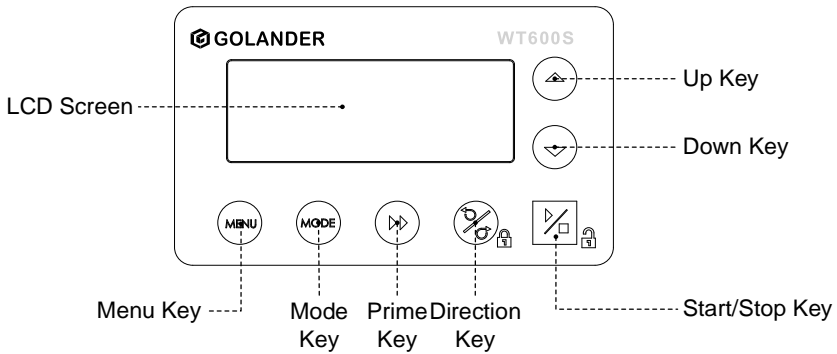 GOLANDER
WT600S
LCD Screen
Up Key
Down Key
MENU
MODE
Menu Key
Mode
Key
Prime
Key
Direction
Key
Start/Stop Key